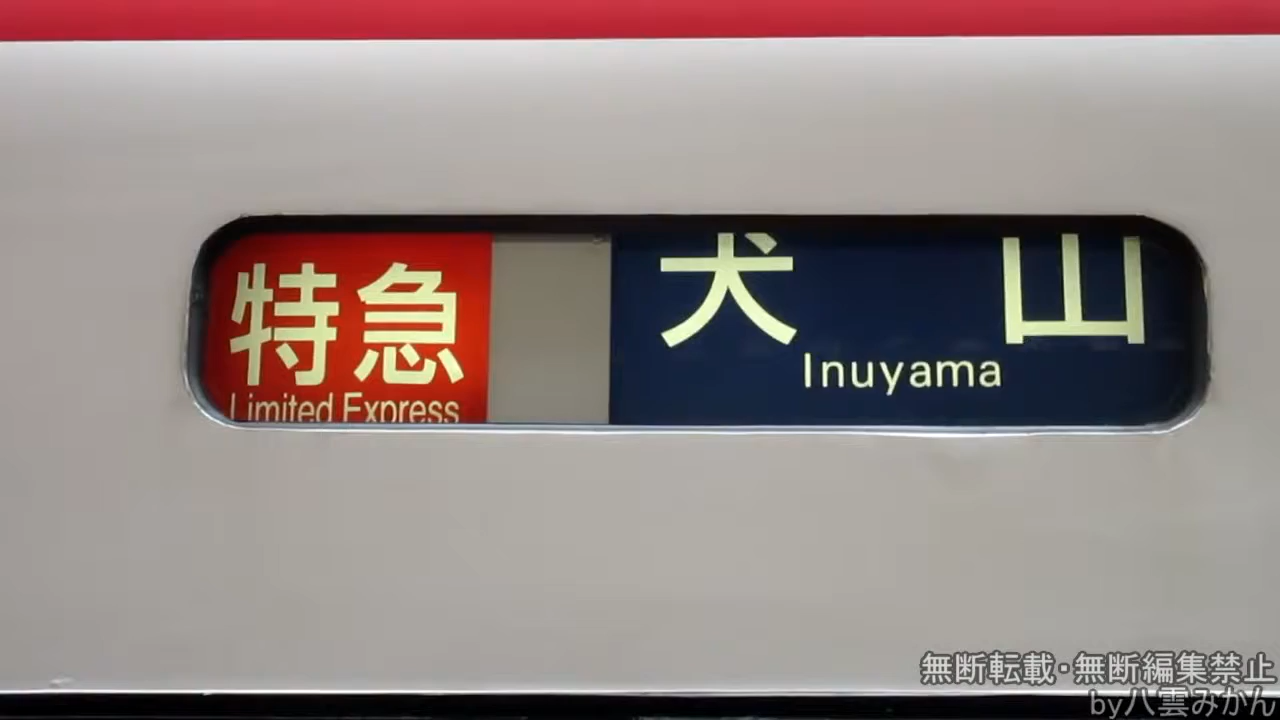 特急
Limited Express
犬山
Inuyama
無断転載・無断編集禁止
by八雲みかん